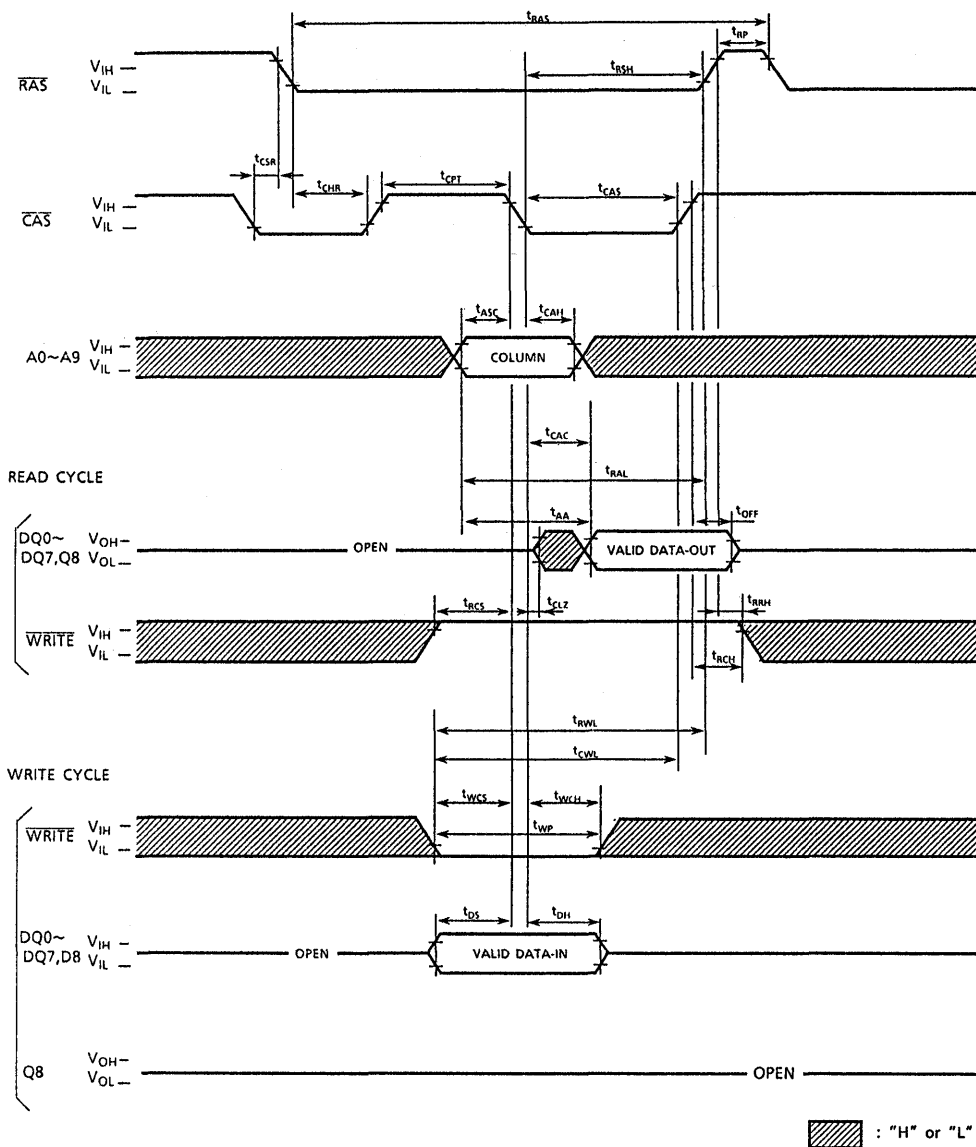 tRAS
tRP
RAS
VIH
VIL
tRSH
tCSR
tCHR
tCPT
tCAS
CAS
VIH
VIL
tASC
tCAH
A0~A9
VIH
VIL
COLUMN
tCAC
READ CYCLE
tRAL
tAA
tOFF
DQ0~
DQ7,Q8
VOH
VOL
OPEN
VALID DATA-OUT
tRCS
tCLZ
tRRH
WRITE
VIH
VIL
tRCH
tRWL
tCWL
WRITE CYCLE
tWCS
tWCH
WRITE
VIH
VIL
tWP
tDS
tDH
DQ0~
DQ7,D8
VIH
VIL
OPEN
VALID DATA-IN
Q8
VOH
VOL
OPEN
: "H" or "L"